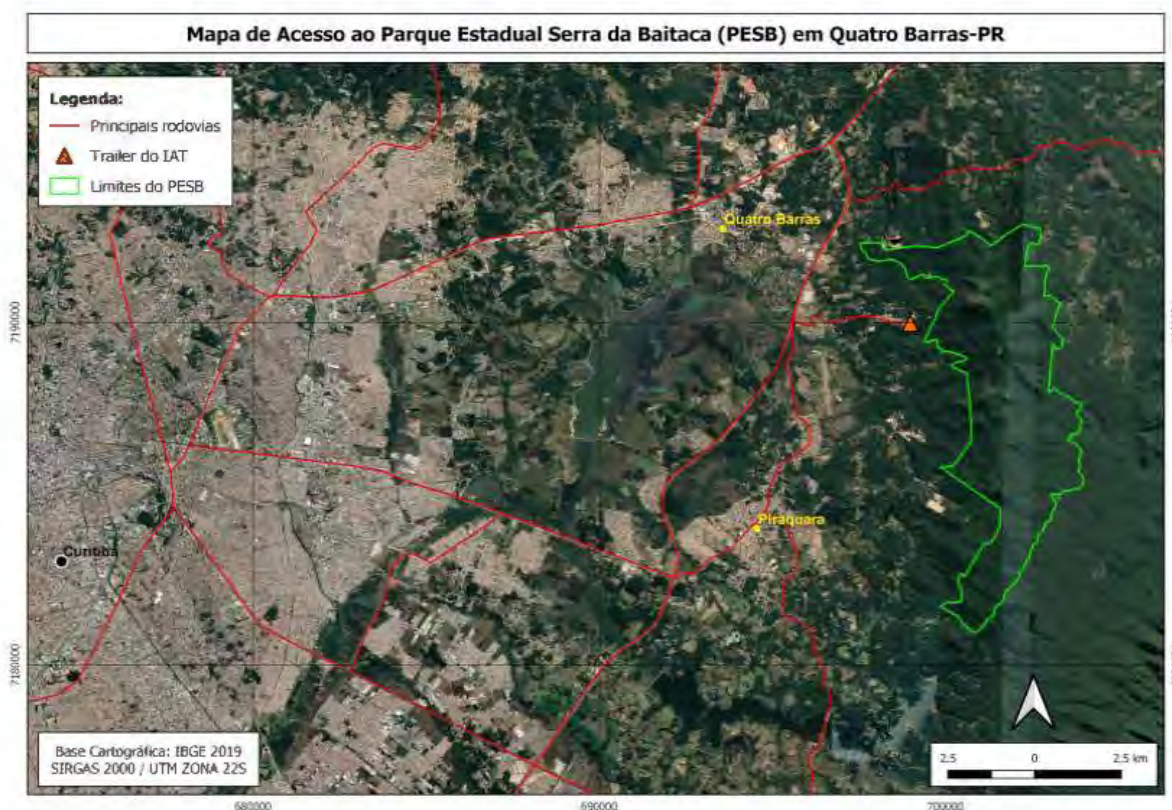 Mapa de Acesso ao Parque Estadual Serra da Baitaca (PESB) em Quatro Barras-PR
Legenda:
Principais rodovias
Trailer do IAT
Limites do PESB
Quatro Barras
7190000
Piraquara
Curitiba
7180000
Base Cartográfica: IBGE 2019
SIRGAS 2000 / UTM ZONA 22S
2.5 0 2.5 km
680000 690000 700000